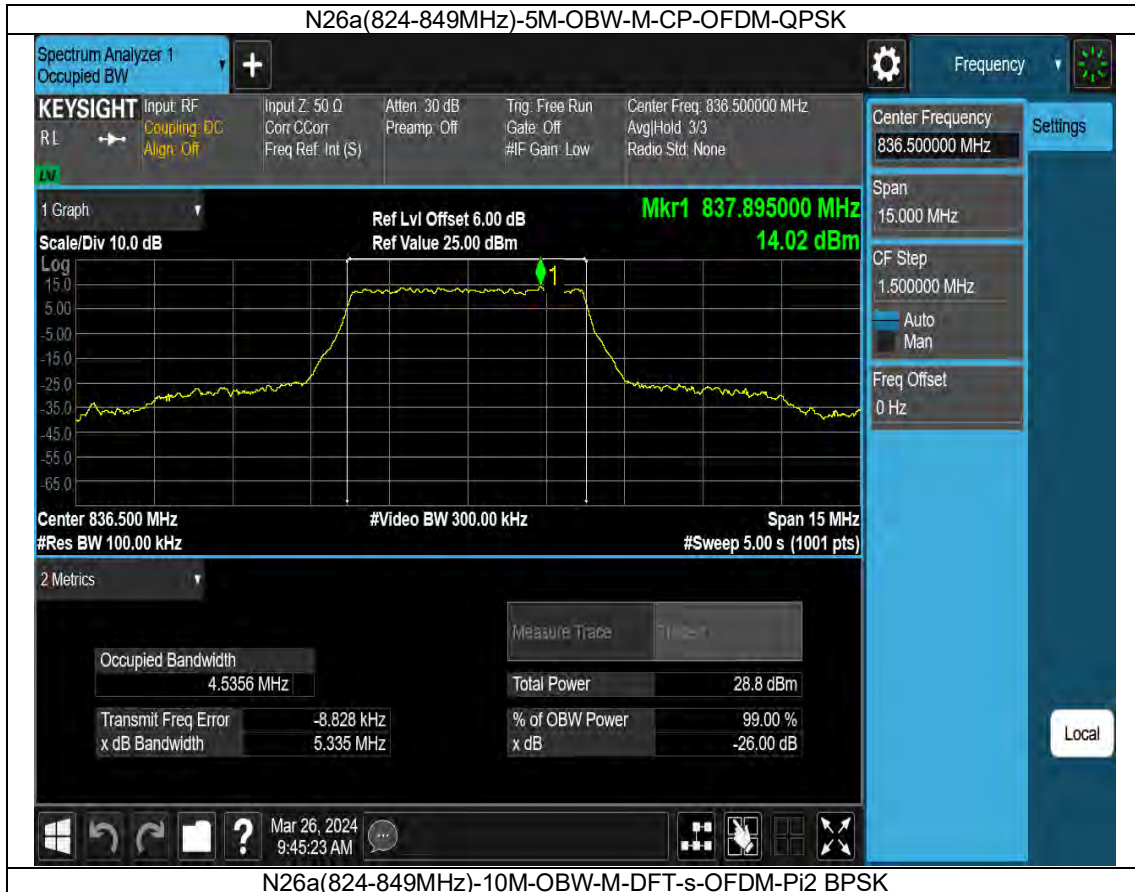 N26a(824-849MHz)-5M-OBW-M-CP-OFDM-QPSK
Spectrum Analyzer 1
Occupied BW
+
Frequency
KEYSIGHT
RL
Input: RF
Coupling: DC
Align: Off
Input Z: 50 Ω
Corr CCorr
Freq Ref: Int (S)
Atten: 30 dB
Preamp: Off
Trig: Free Run
Gate: Off
#IF Gain: Low
Center Freq: 836.500000 MHz
Avg|Hold: 3/3
Radio Std: None
Center Frequency
836.500000 MHz
Settings
Span
15.000 MHz
CF Step
1.500000 MHz
Auto
Man
Freq Offset
0 Hz
Local
1 Graph
Scale/Div 10.0 dB
Ref Lvl Offset 6.00 dB
Ref Value 25.00 dBm
Mkr1 837.895000 MHz
14.02 dBm
Log
15.0
5.00
-5.00
-15.0
-25.0
-35.0
-45.0
-55.0
-65.0
1
Center 836.500 MHz
#Video BW 300.00 kHz
Span 15 MHz
#Res BW 100.00 kHz
#Sweep 5.00 s (1001 pts)
2 Metrics
Measure Trace
Occupied Bandwidth
4.5356 MHz
Total Power 28.8 dBm
Transmit Freq Error -8.828 kHz
% of OBW Power 99.00 %
x dB Bandwidth 5.335 MHz
x dB -26.00 dB
?
Mar 26, 2024
9:45:23 AM
N26a(824-849MHz)-10M-OBW-M-DFT-s-OFDM-Pi2 BPSK